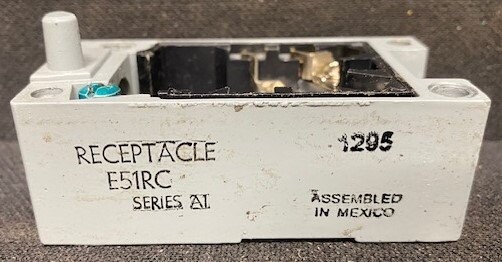 RECEPTACLE
E51RC
SERIES A1
1295
ASSEMBLED
IN MEXICO